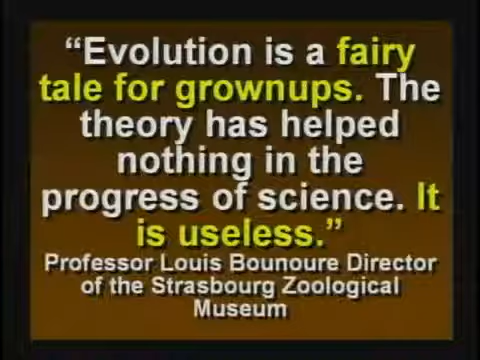 “Evolution is a fairy
tale for grownups. The
theory has helped
nothing in the
progress of science. It
is useless.”
Professor Louis Bounoure Director
of the Strasbourg Zoological
Museum